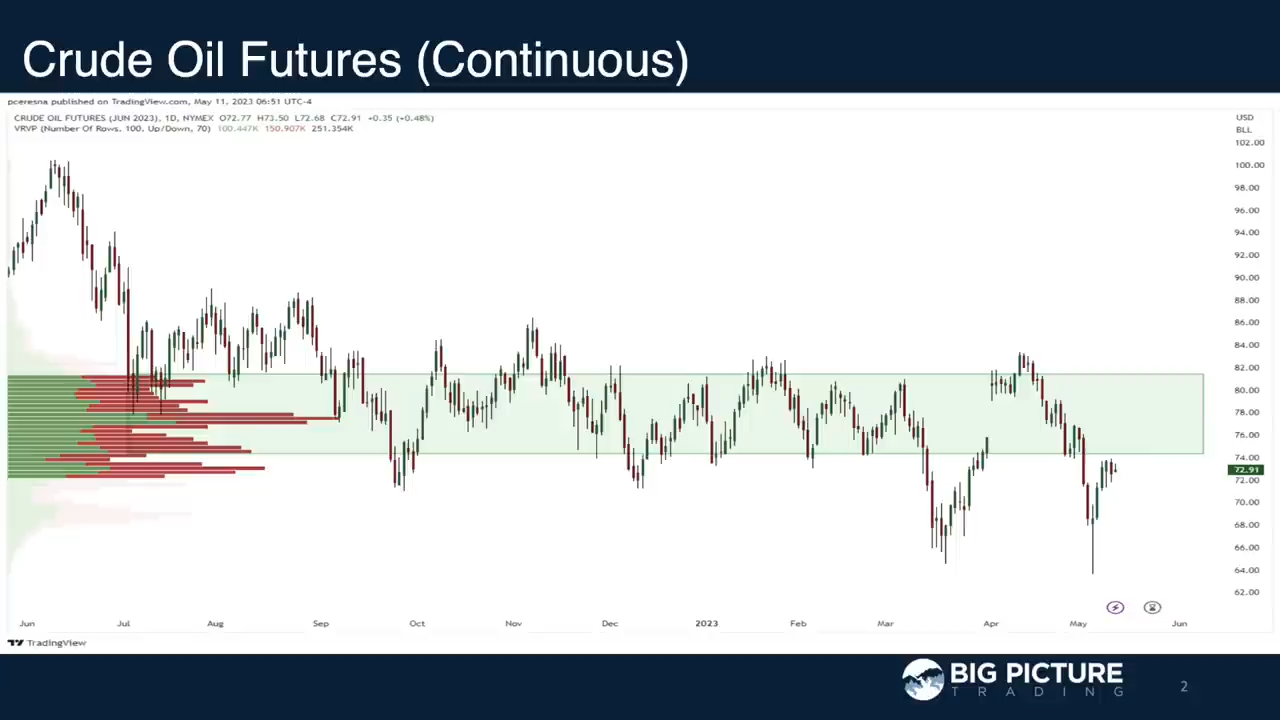 Crude Oil Futures (Continuous)
pceresna published on TradingView.com, May 11, 2023 06:51 UTC-4
CRUDE OIL FUTURES (JUN 2023), 1D, NYMEX O72.77 H73.50 L72.68 C72.91 +0.35 (+0.48%)
VRVP (Number Of Rows, 100, Up/Down, 70) 100.447K 150.907K 251.354K
USD
BLL
102.00
100.00
98.00
96.00
94.00
92.00
90.00
88.00
86.00
84.00
82.00
80.00
78.00
76.00
74.00
72.91
72.00
70.00
68.00
66.00
64.00
62.00
Jun Jul Aug Sep Oct Nov Dec 2023 Feb Mar Apr May Jun
TradingView
BIG PICTURE
TRADING
2